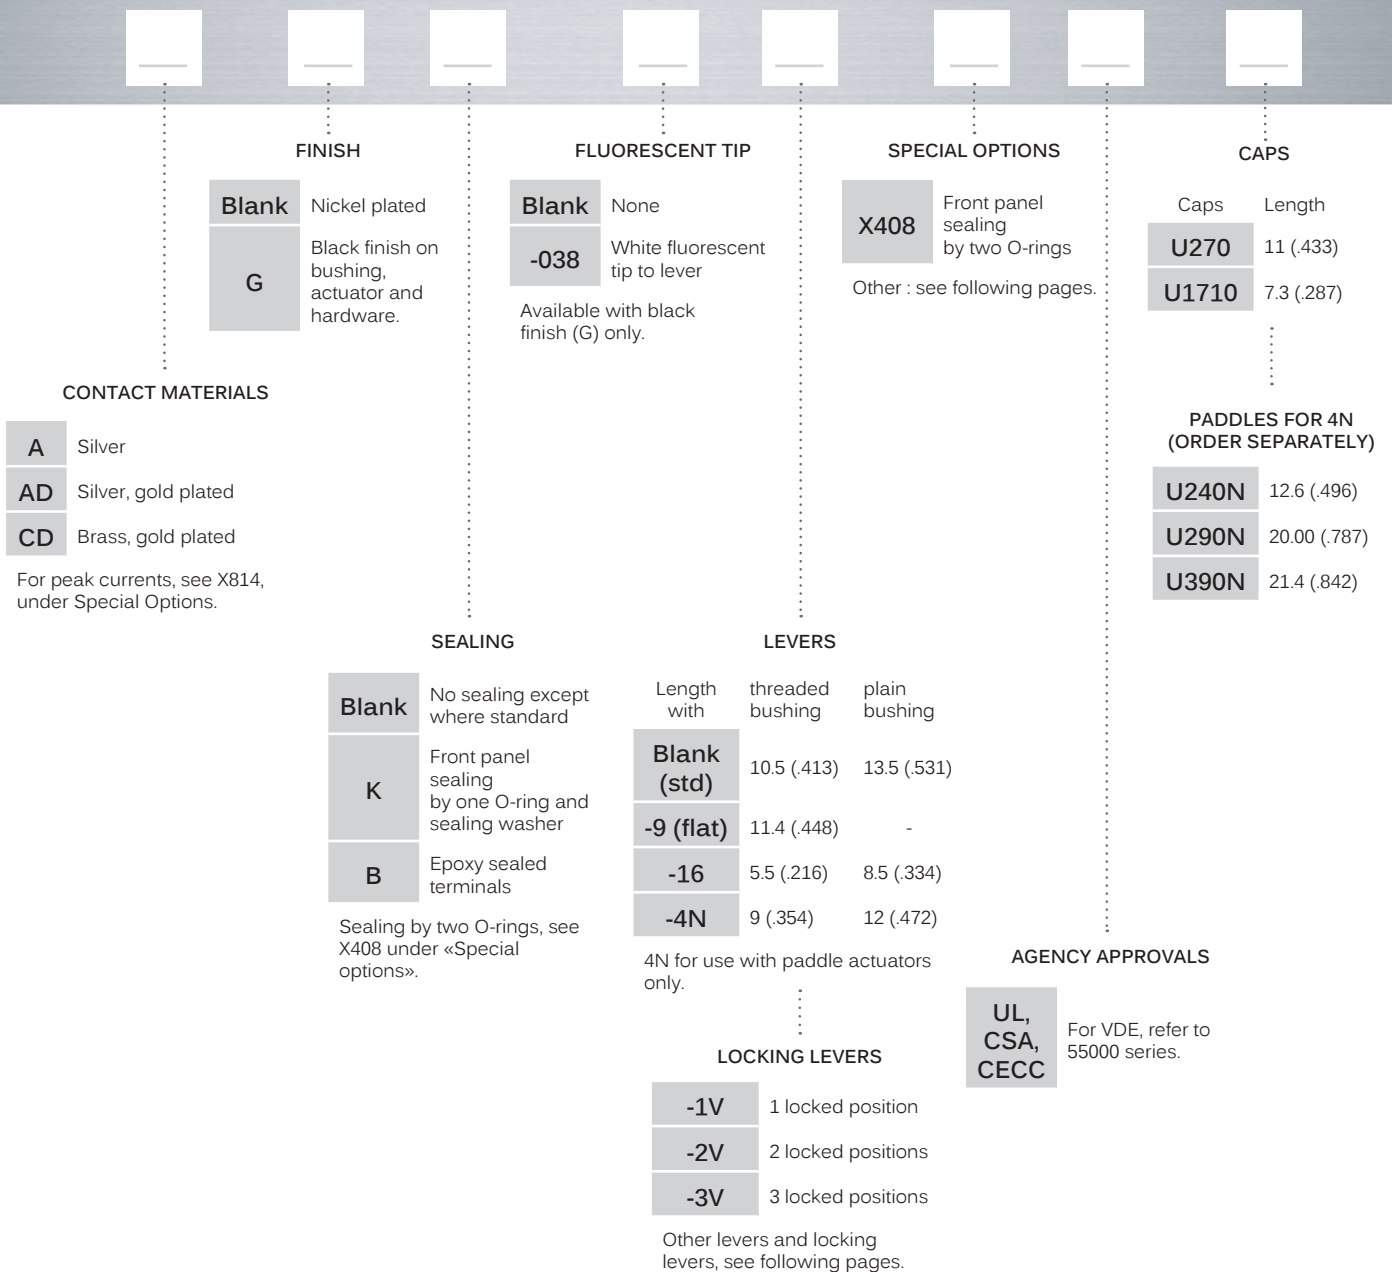 FINISH
Blank Nickel plated
G
Black finish on
bushing,
actuator and
hardware.
FLUORESCENT TIP
Blank None
-038
White fluorescent
tip to lever
Available with black
finish (G) only.
SPECIAL OPTIONS
X408
Front panel
sealing
by two O-rings
Other : see following pages.
CAPS
Caps Length
U270 11 (.433)
U1710 7.3 (.287)
PADDLES FOR 4N
(ORDER SEPARATELY)
U240N 12.6 (.496)
U290N 20.00 (.787)
U390N 21.4 (.842)
CONTACT MATERIALS
A Silver
AD Silver, gold plated
CD Brass, gold plated
For peak currents, see X814,
under Special Options.
SEALING
Blank
No sealing except
where standard
K
Front panel
sealing
by one O-ring and
sealing washer
B
Epoxy sealed
terminals
Sealing by two O-rings, see
X408 under «Special
options».
LEVERS
Length
with
threaded
bushing
plain
bushing
Blank
(std)
10.5 (.413) 13.5 (.531)
-9 (flat) 11.4 (.448) -
-16 5.5 (.216) 8.5 (.334)
-4N 9 (.354) 12 (.472)
4N for use with paddle actuators
only.
LOCKING LEVERS
-1V 1 locked position
-2V 2 locked positions
-3V 3 locked positions
Other levers and locking
levers, see following pages.
AGENCY APPROVALS
UL,
CSA,
CECC
For VDE, refer to
55000 series.